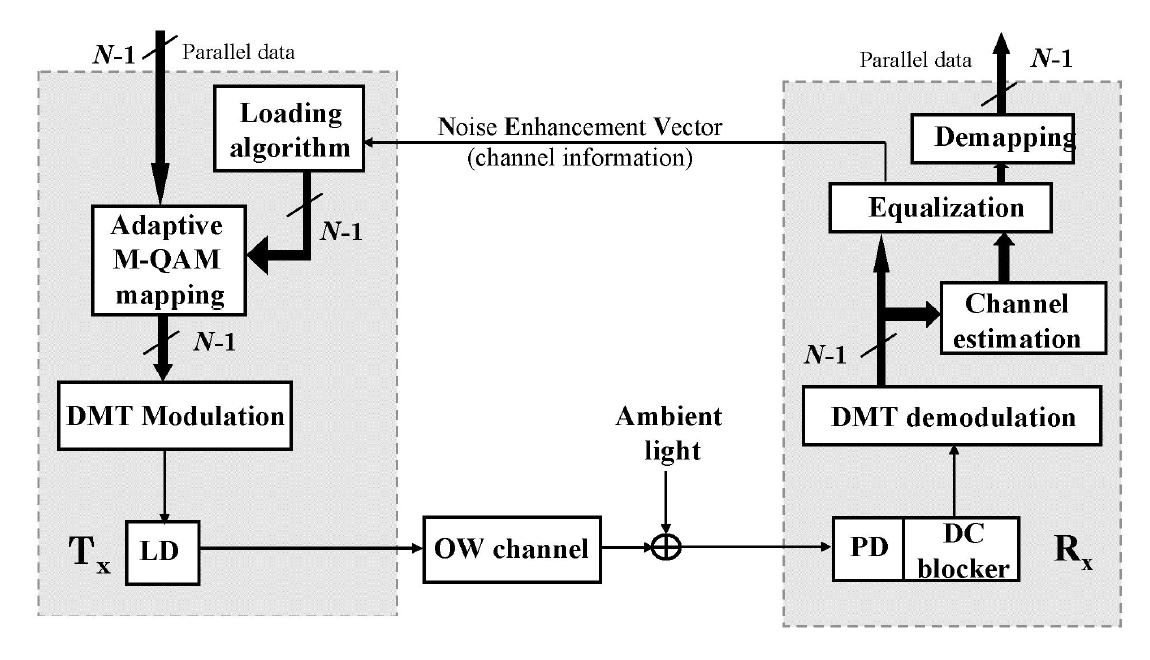 N-1
Parallel data
Loading
algorithm
N-1
Adaptive
M-QAM
mapping
N-1
DMT Modulation
Tx
LD
Noise Enhancement Vector
(channel information)
OW channel
Ambient
light
Parallel data
N-1
Demapping
Equalization
Channel
estimation
N-1
DMT demodulation
PD
DC
blocker
Rx